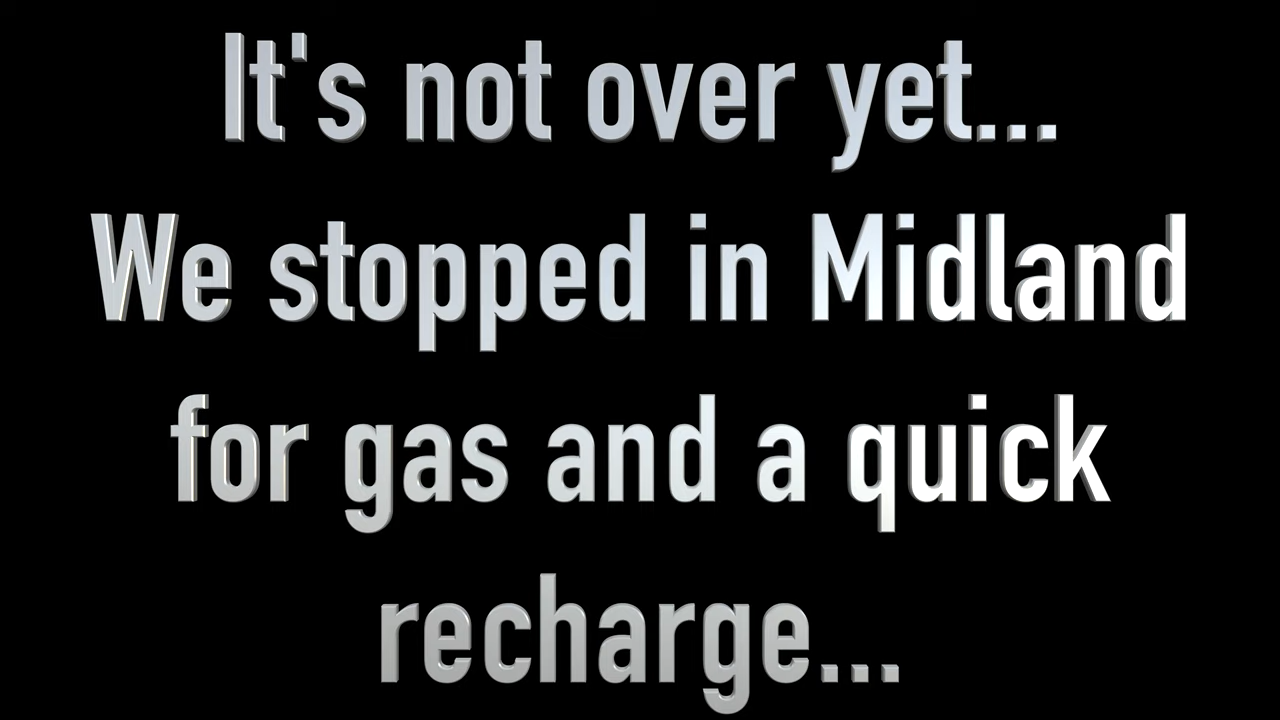 It's not over yet...
We stopped in Midland
for gas and a quick
recharge...